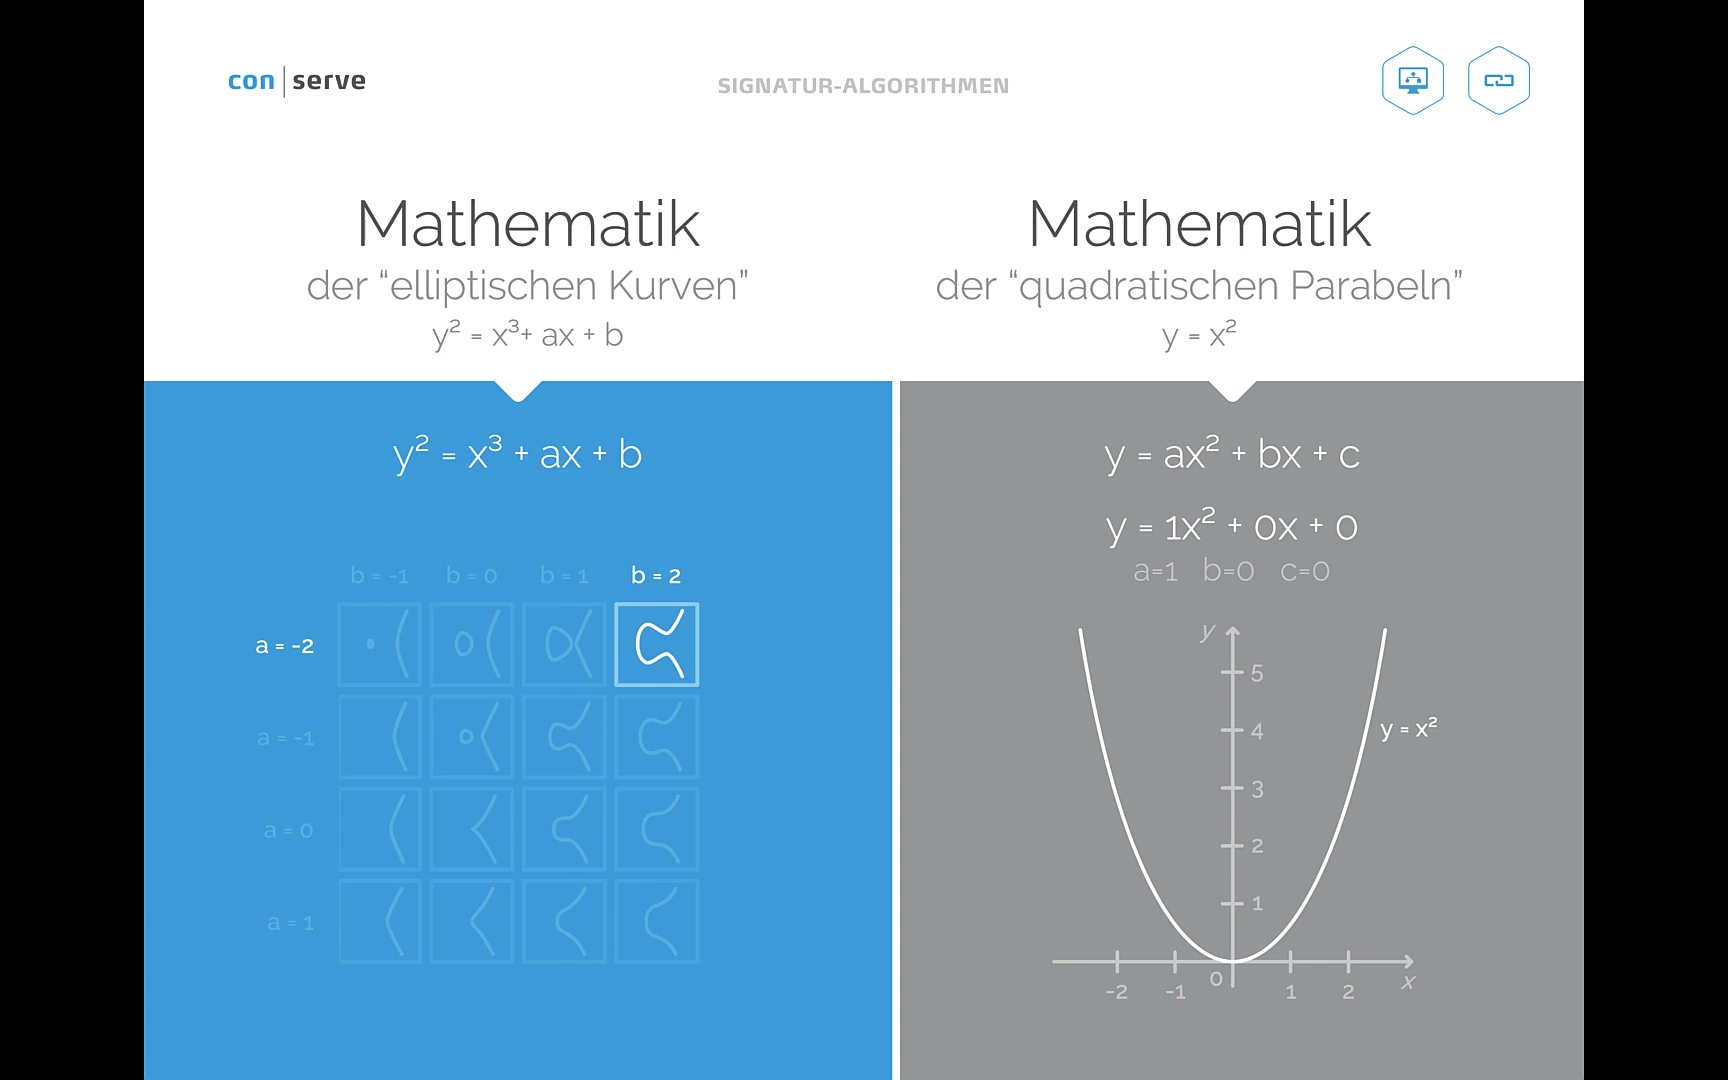 con serve
SIGNATUR-ALGORITHMEN
Mathematik
der “elliptischen Kurven”
y² = x³+ ax + b
Mathematik
der “quadratischen Parabeln”
y = x²
y² = x³ + ax + b
b = -1 b = 0 b = 1 b = 2
a = -2
a = -1
a = 0
a = 1
y = ax² + bx + c
y = 1x² + 0x + 0
a=1 b=0 c=0
y
5
4
y = x²
3
2
1
0
x
-2 -1 1 2